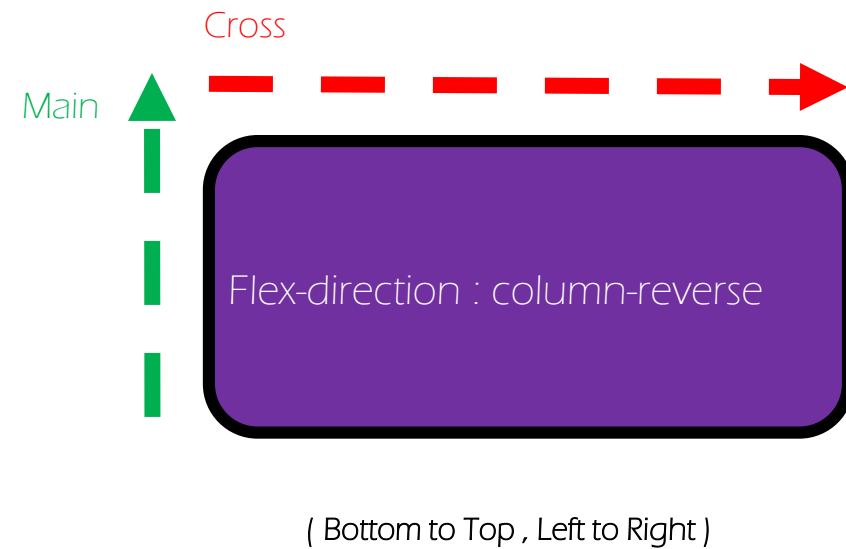 Cross
Main
Flex-direction : column-reverse
( Bottom to Top , Left to Right )